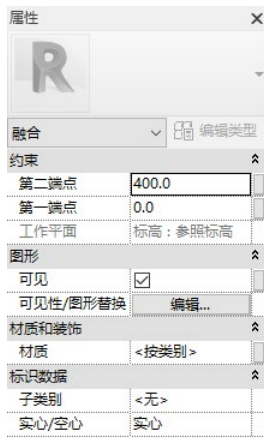 属性
融合
编辑类型
约束
第二端点 400.0
第一端点 0.0
工作平面 标高：参照标高
图形
可见
可见性/图形替换 编辑...
材质和装饰
材质 <按类别>
标识数据
子类别 <无>
实心/空心 实心